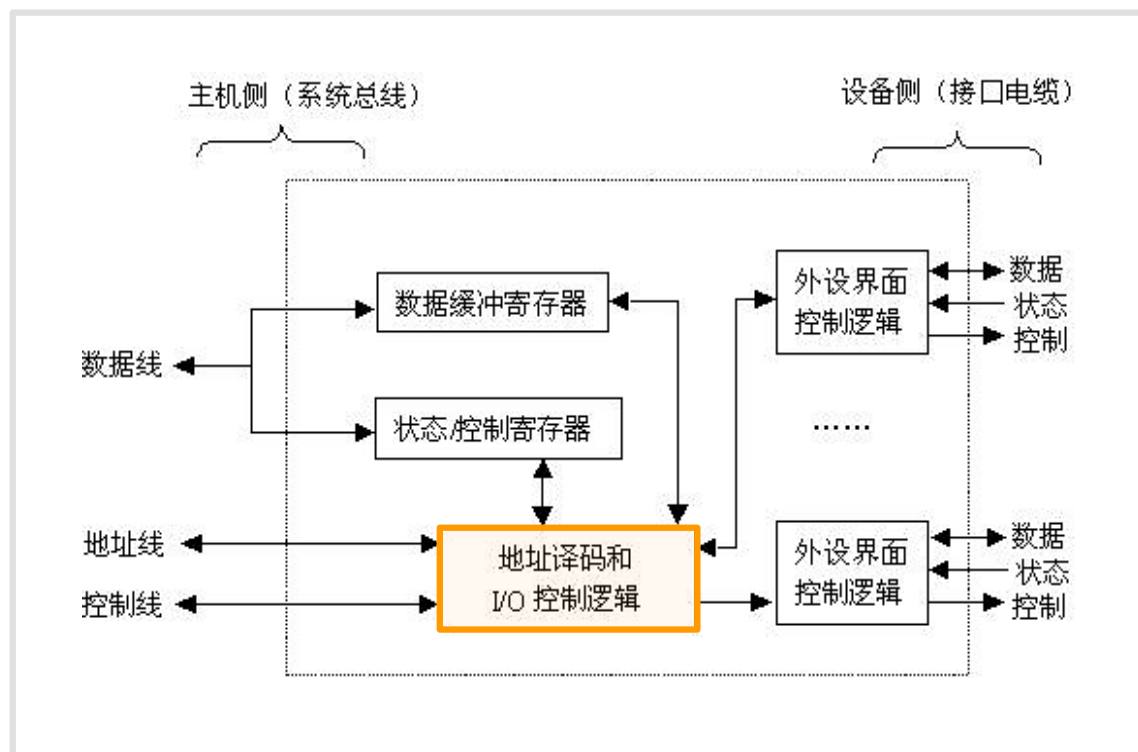 主机侧（系统总线）
设备侧（接口电缆）
数据缓冲寄存器
外设界面
控制逻辑
数据
状态
控制
数据线
状态/控制寄存器
……
地址线
控制线
地址译码和
I/O 控制逻辑
外设界面
控制逻辑
数据
状态
控制